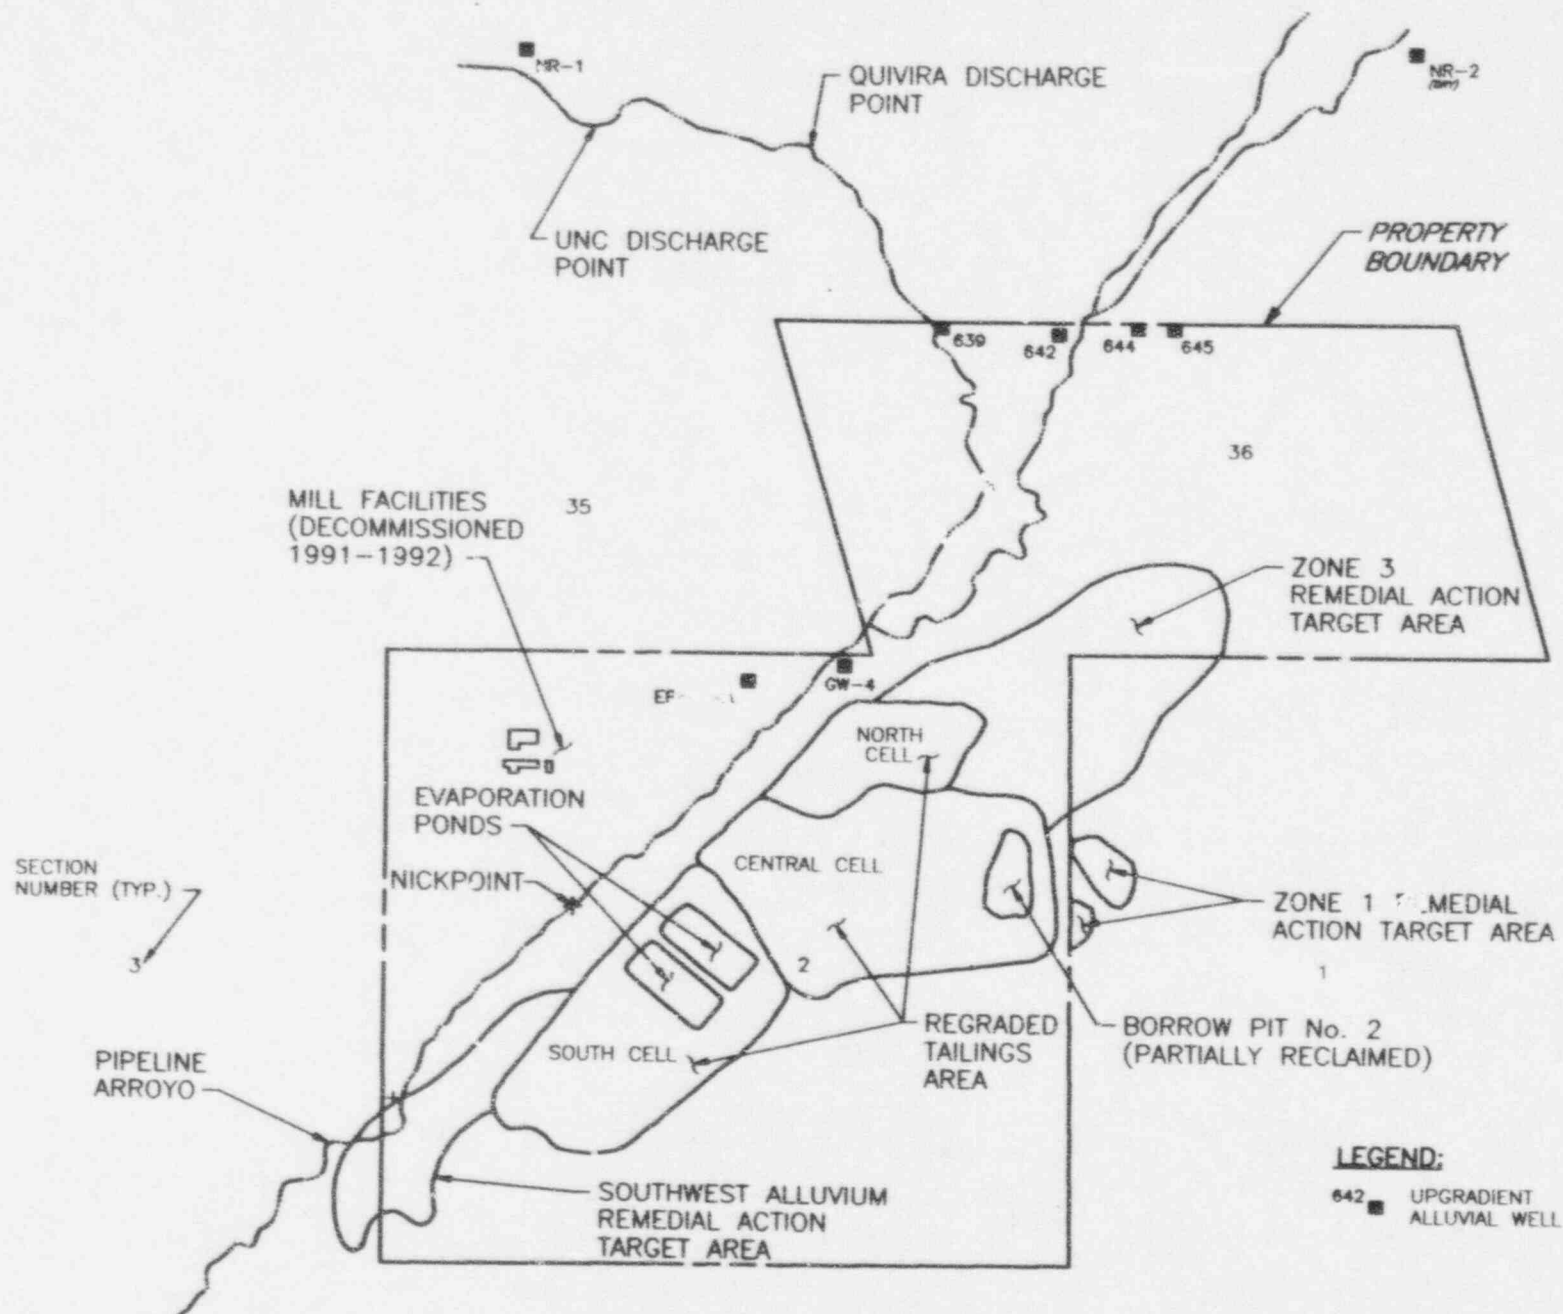 NR-1
QUIVIRA DISCHARGE
POINT
NR-2
UNC DISCHARGE
POINT
PROPERTY
BOUNDARY
639
642
644
645
36
MILL FACILITIES
(DECOMMISSIONED
1991-1992)
35
ZONE 3
REMEDIAL ACTION
TARGET AREA
GW-4
NORTH
CELL
EVAPORATION
PONDS
SECTION
NUMBER (TYP.)
NICKPOINT
CENTRAL CELL
ZONE 1
ACTION TARGET AREA
3
2
1
SOUTH CELL
REGRADED
TAILINGS
AREA
BORROW PIT No. 2
(PARTIALLY RECLAIMED)
PIPELINE
ARROYO
SOUTHWEST ALLUVIUM
REMEDIAL ACTION
TARGET AREA
LEGEND:
642 UPGRADIENT
ALLUVIAL WELL